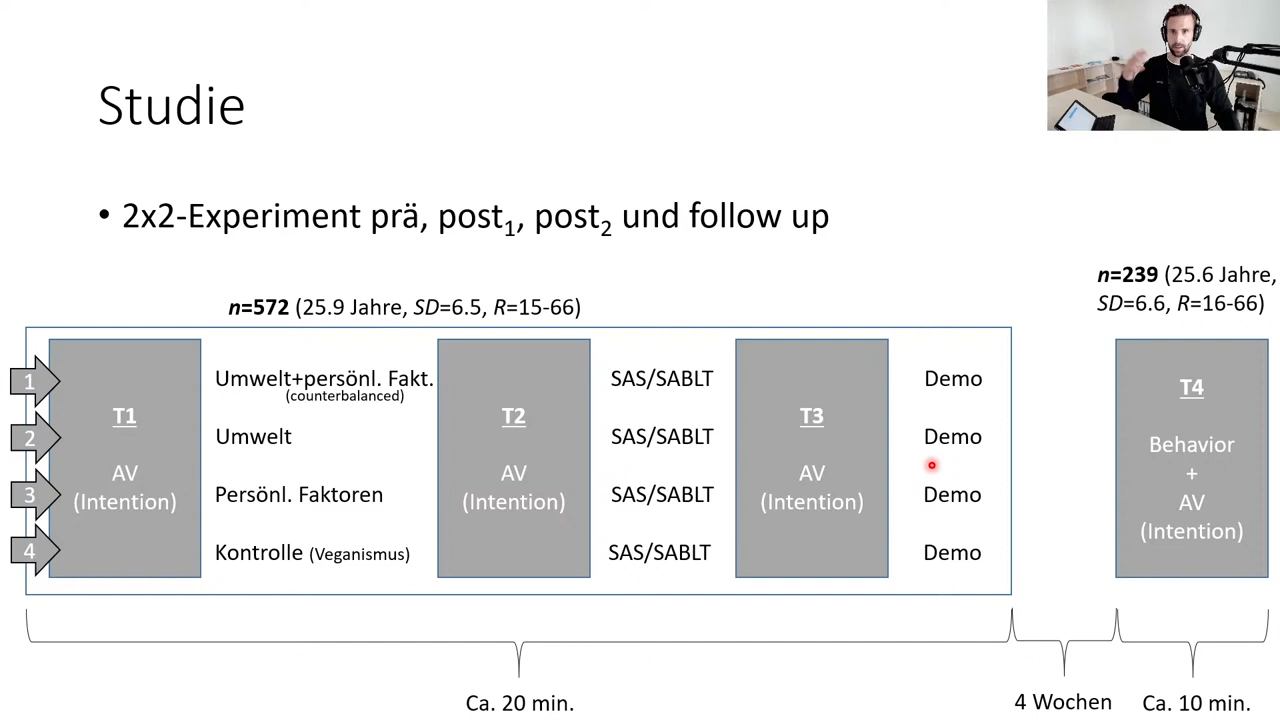 Studie
• 2x2-Experiment prä, post1, post2 und follow up
n=572 (25.9 Jahre, SD=6.5, R=15-66)
n=239 (25.6 Jahre,
SD=6.6, R=16-66)
1
2
3
4
T1
AV
(Intention)
Umwelt+persönl. Fakt.
(counterbalanced)
Umwelt
Persönl. Faktoren
Kontrolle (Veganismus)
T2
AV
(Intention)
SAS/SABLT
SAS/SABLT
SAS/SABLT
SAS/SABLT
T3
AV
(Intention)
Demo
Demo
Demo
Demo
T4
Behavior
+
AV
(Intention)
Ca. 20 min.
4 Wochen
Ca. 10 min.